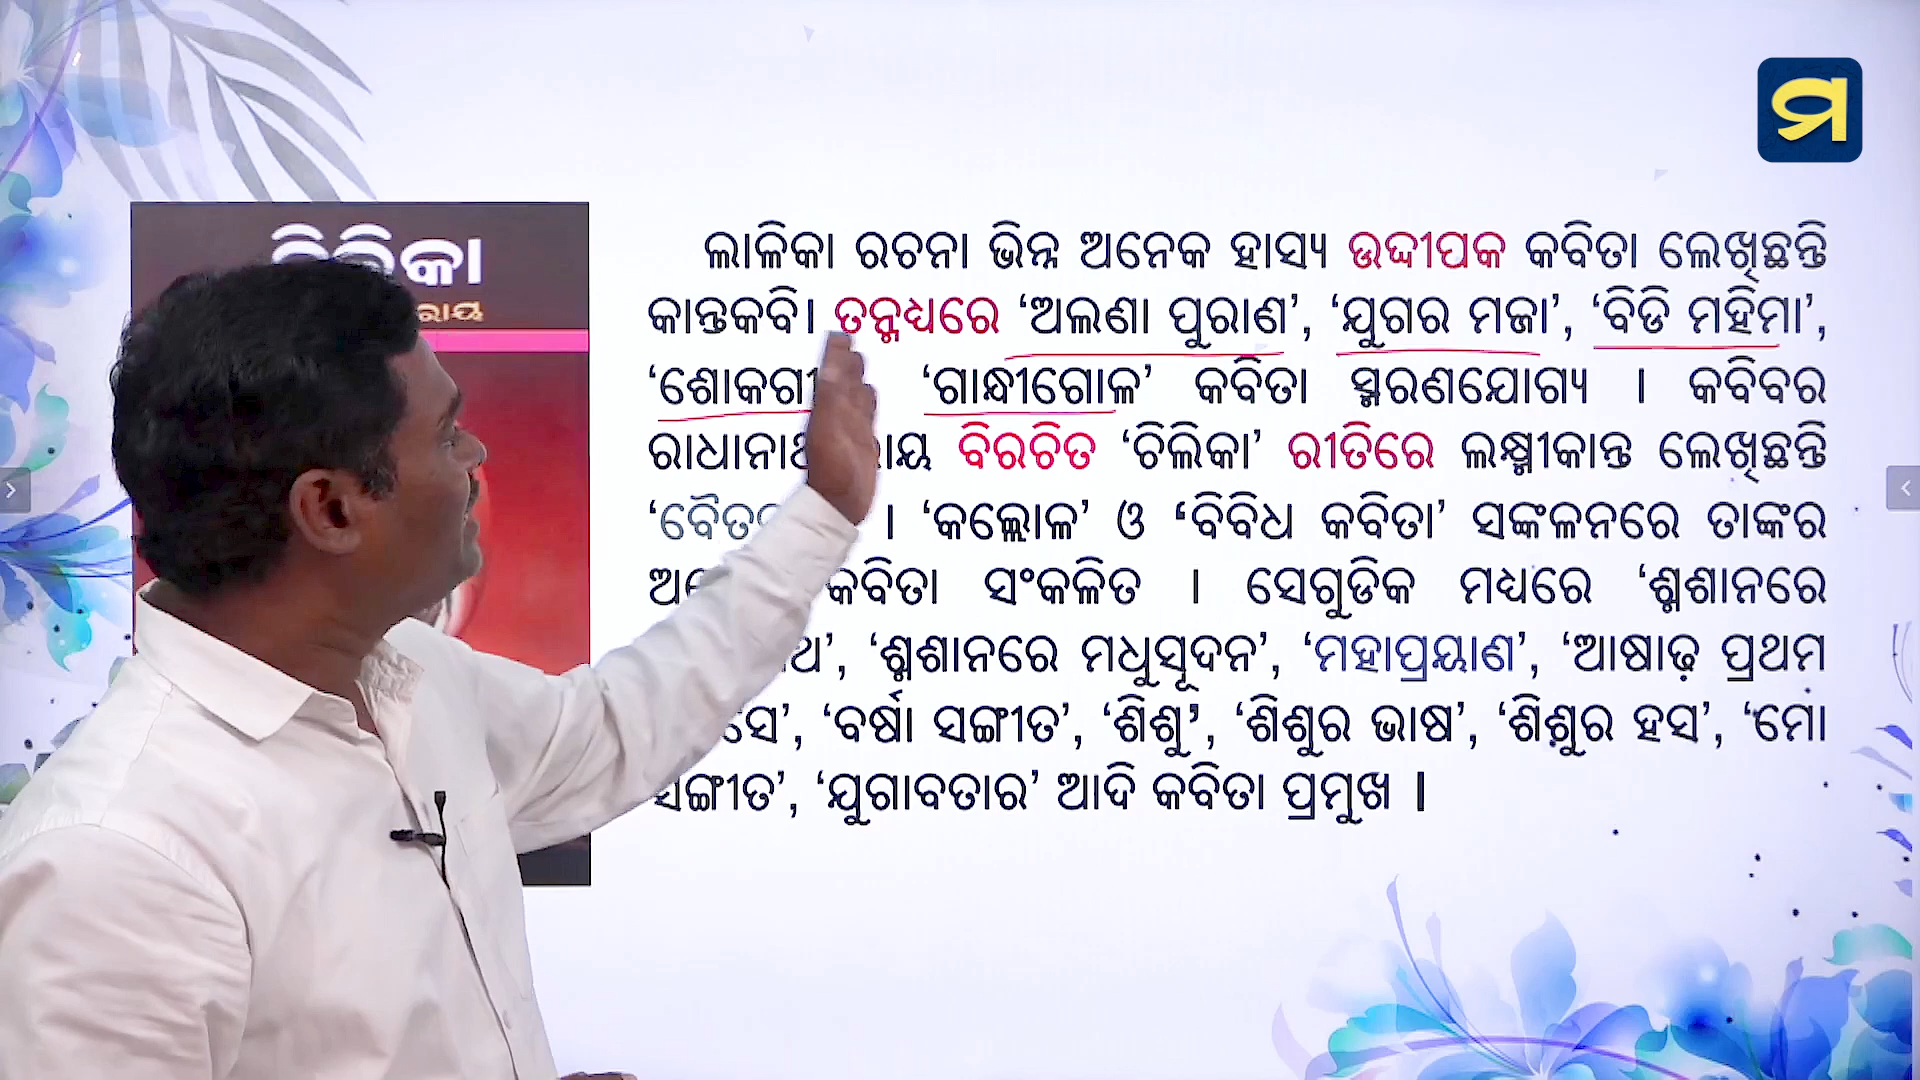 ମ
ଚିଲିକା
ରାୟ
ଲାଳିକା ରଚନା ଭିନ୍ନ ଅନେକ ହାସ୍ୟ ଉଦ୍ଦୀପକ କବିତା ଲେଖିଛନ୍ତି
କାନ୍ତକବି। ତନ୍ମଧ୍ୟରେ ‘ଅଲଣା ପୁରାଣ’, ‘ଯୁଗର ମଜା’, ‘ବିଡି ମହିମା’,
‘ଗାନ୍ଧୀଗୋଳ’ କବିତା ସ୍ମରଣଯୋଗ୍ୟ । କବିବର
ବିରଚିତ ‘ଚିଲିକା’ ରୀତିରେ ଲକ୍ଷ୍ମୀକାନ୍ତ ଲେଖିଛନ୍ତି
। ‘କଲ୍ଲୋଳ’ ଓ ‘ବିବିଧ କବିତା’ ସଙ୍କଳନରେ ତାଙ୍କର
କବିତା ସଂକଳିତ । ସେଗୁଡିକ ମଧ୍ୟରେ ‘ଶ୍ମଶାନରେ
‘ଶ୍ମଶାନରେ ମଧୁସୂଦନ’, ‘ମହାପ୍ରୟାଣ’, ‘ଆଷାଢ଼ ପ୍ରଥମ
‘ବର୍ଷା ସଙ୍ଗୀତ’, ‘ଶିଶୁ’, ‘ଶିଶୁର ଭାଷ’, ‘ଶିଶୁର ହସ’, ‘ମୋ
ସଙ୍ଗୀତ’, ‘ଯୁଗାବତାର’ ଆଦି କବିତା ପ୍ରମୁଖ ।